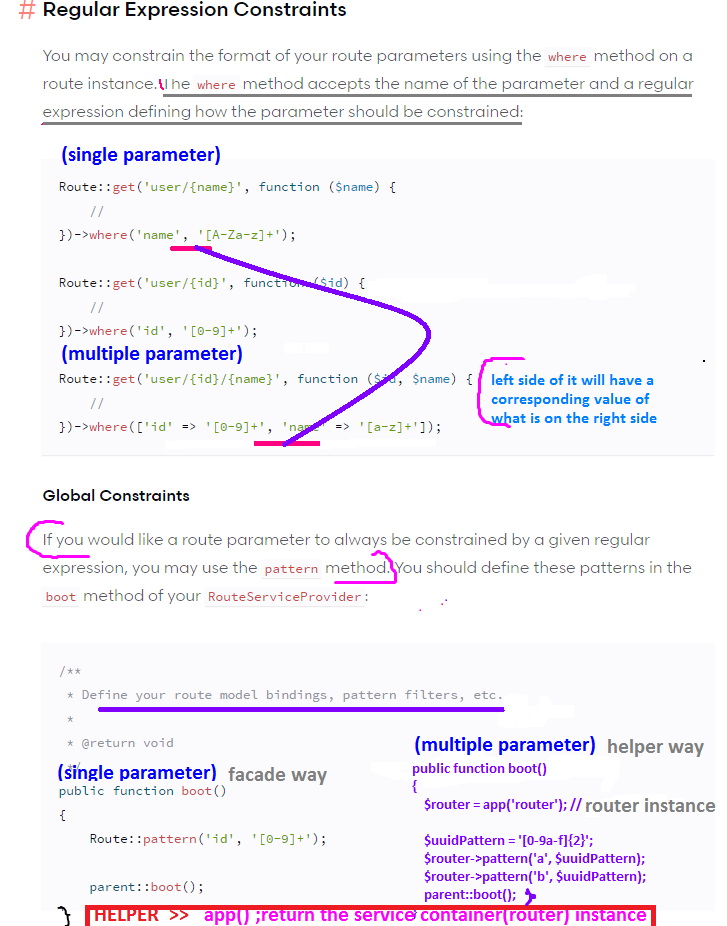 # Regular Expression Constraints
You may constrain the format of your route parameters using the where method on a
route instance. The where method accepts the name of the parameter and a regular
expression defining how the parameter should be constrained:
(single parameter)
Route::get('user/{name}', function ($name) {
//
})->where('name', '[A-Za-z]+');
Route::get('user/{id}', function ($id) {
//
})->where('id', '[0-9]+');
(multiple parameter)
Route::get('user/{id}/{name}', function ($id, $name) {
//
})->where(['id' => '[0-9]+', 'name' => '[a-z]+']);
left side of it will have a
corresponding value of
what is on the right side
Global Constraints
If you would like a route parameter to always be constrained by a given regular
expression, you may use the pattern method. You should define these patterns in the
boot method of your RouteServiceProvider:
/**
* Define your route model bindings, pattern filters, etc.
*
* @return void
*/
(single parameter) facade way
public function boot()
{
Route::pattern('id', '[0-9]+');
parent::boot();
}
(multiple parameter) helper way
public function boot()
{
$router = app('router'); // router instance
$uuidPattern = '[0-9a-f]{2}';
$router->pattern('a', $uuidPattern);
$router->pattern('b', $uuidPattern);
parent::boot(); }
HELPER >> app() ;return the service container(router) instance